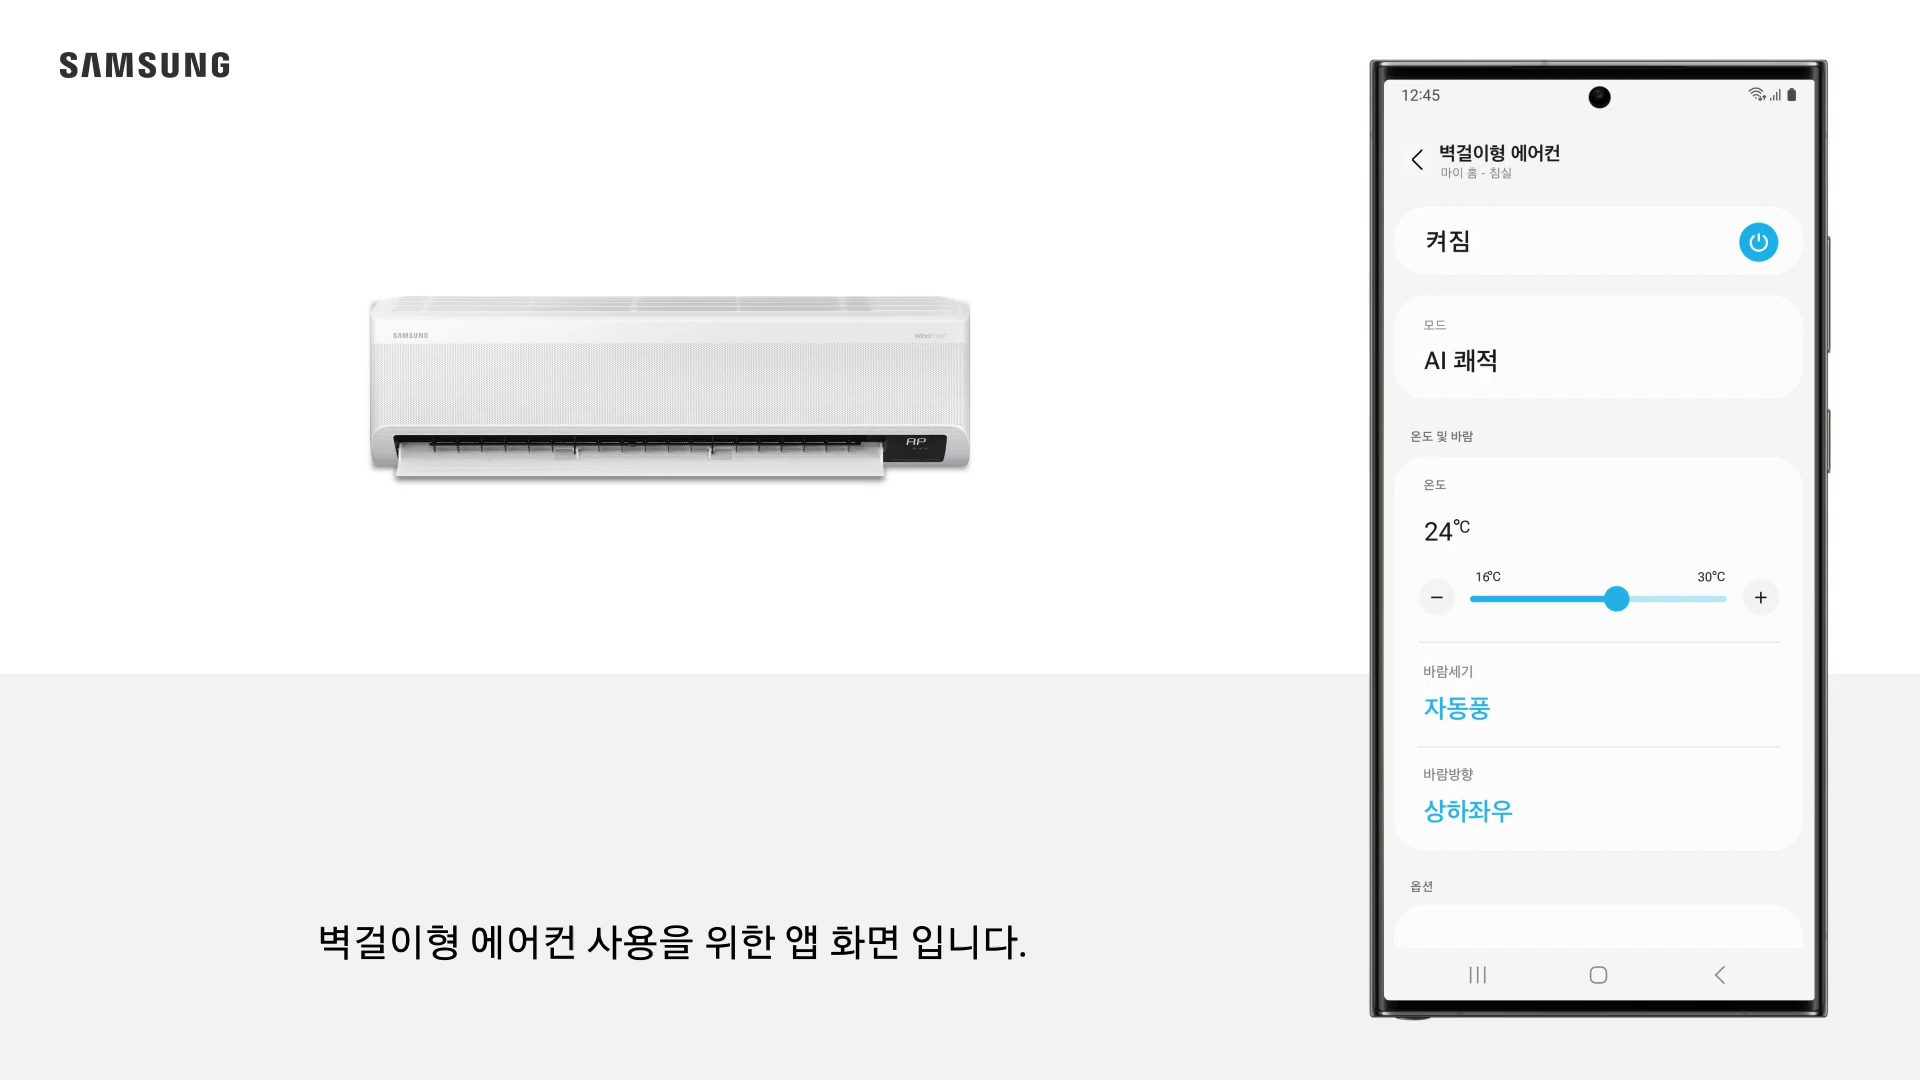 SAMSUNG
SAMSUNG
WindFree™
AP
벽걸이형 에어컨 사용을 위한 앱 화면 입니다.
12:45
벽걸이형 에어컨
마이 홈 - 침실
켜짐
모드
AI 쾌적
온도 및 바람
온도
24℃
16℃ 30℃
바람세기
자동풍
바람방향
상하좌우
옵션